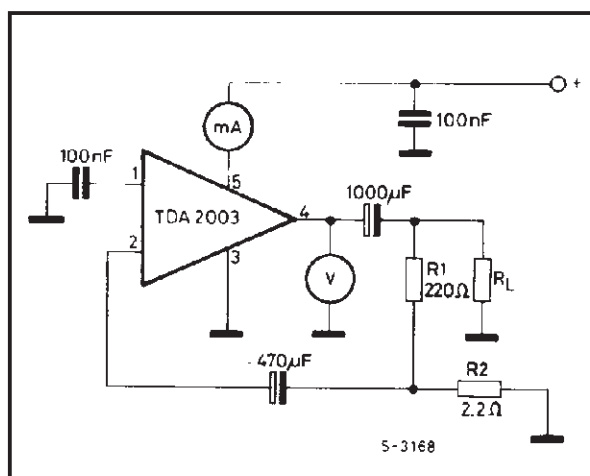 +
mA
100nF
100nF
1
5
1000µF
TDA 2003
4
2
3
V
R1
220Ω
RL
470µF
R2
2.2Ω
S-3168